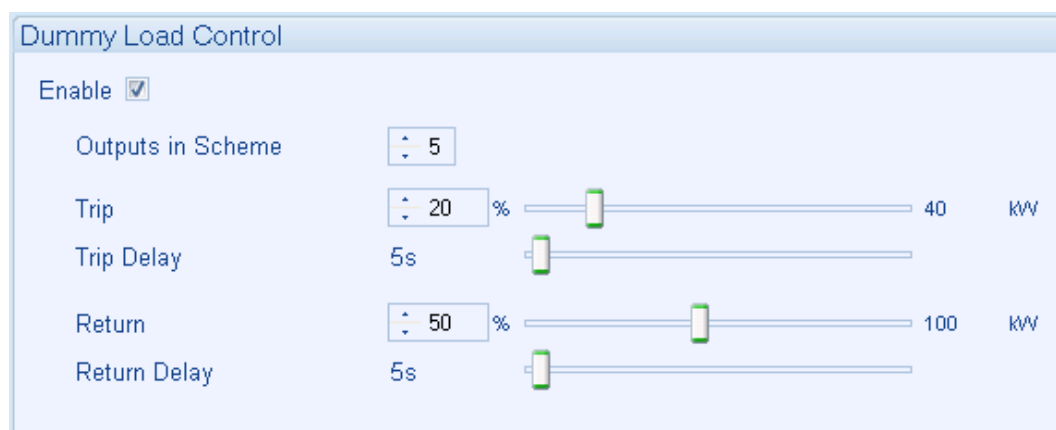 Dummy Load Control
Enable
Outputs in Scheme 5
Trip 20 % 40 kW
Trip Delay 5s
Return 50 % 100 kW
Return Delay 5s